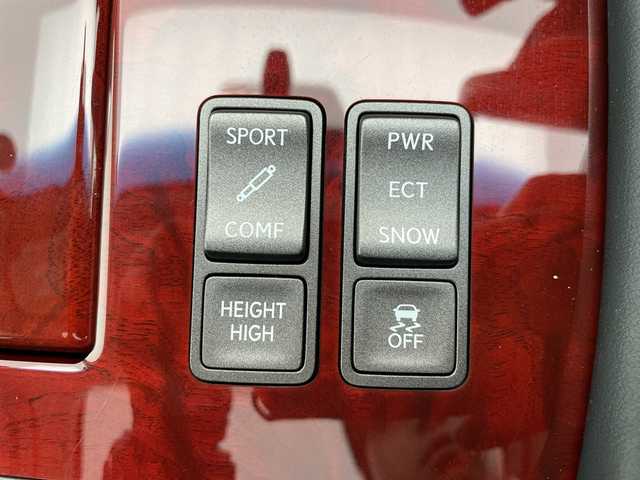 SPORT
COMF
HEIGHT
HIGH
PWR
ECT
SNOW
OFF